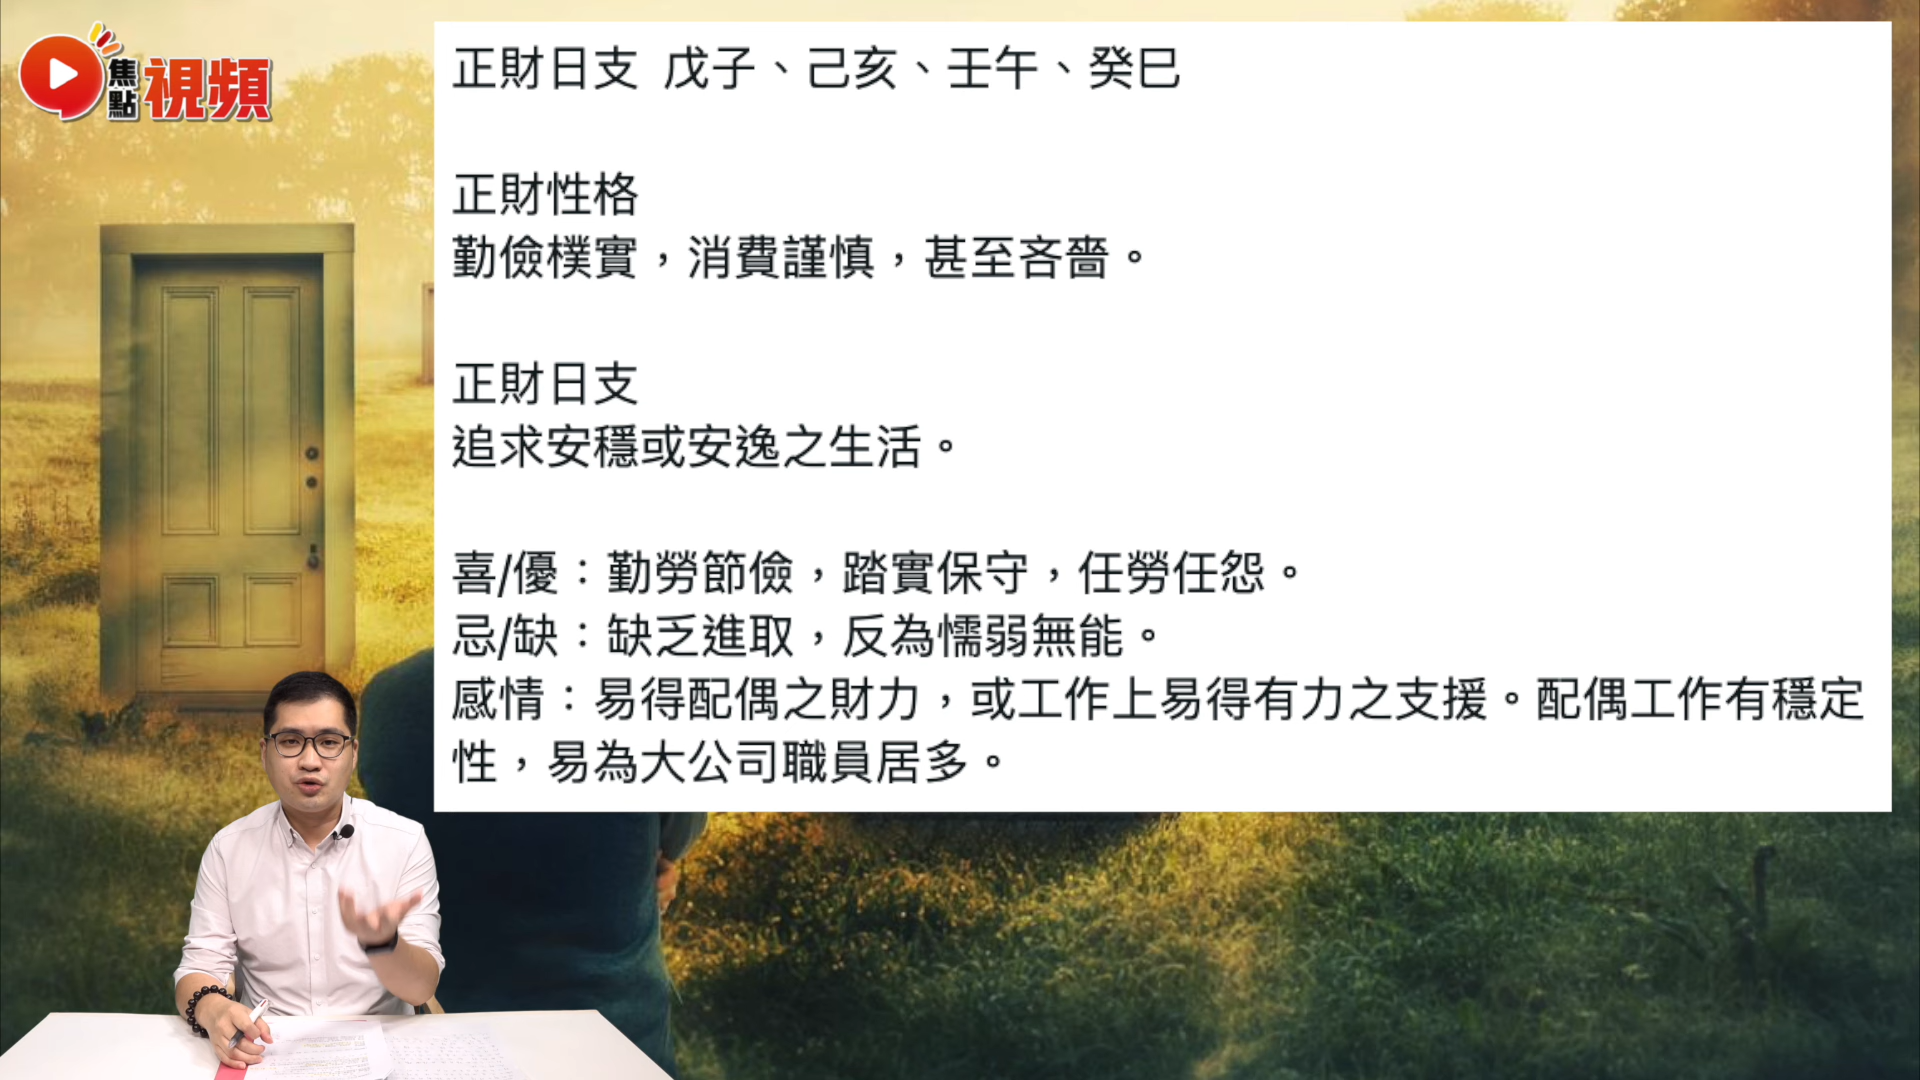 焦點視頻
正財日支 戊子、己亥、壬午、癸巳
正財性格
勤儉樸實，消費謹慎，甚至吝嗇。
正財日支
追求安穩或安逸之生活。
喜/優：勤勞節儉，踏實保守，任勞任怨。
忌/缺：缺乏進取，反為懦弱無能。
感情：易得配偶之財力，或工作上易得有力之支援。配偶工作有穩定
性，易為大公司職員居多。